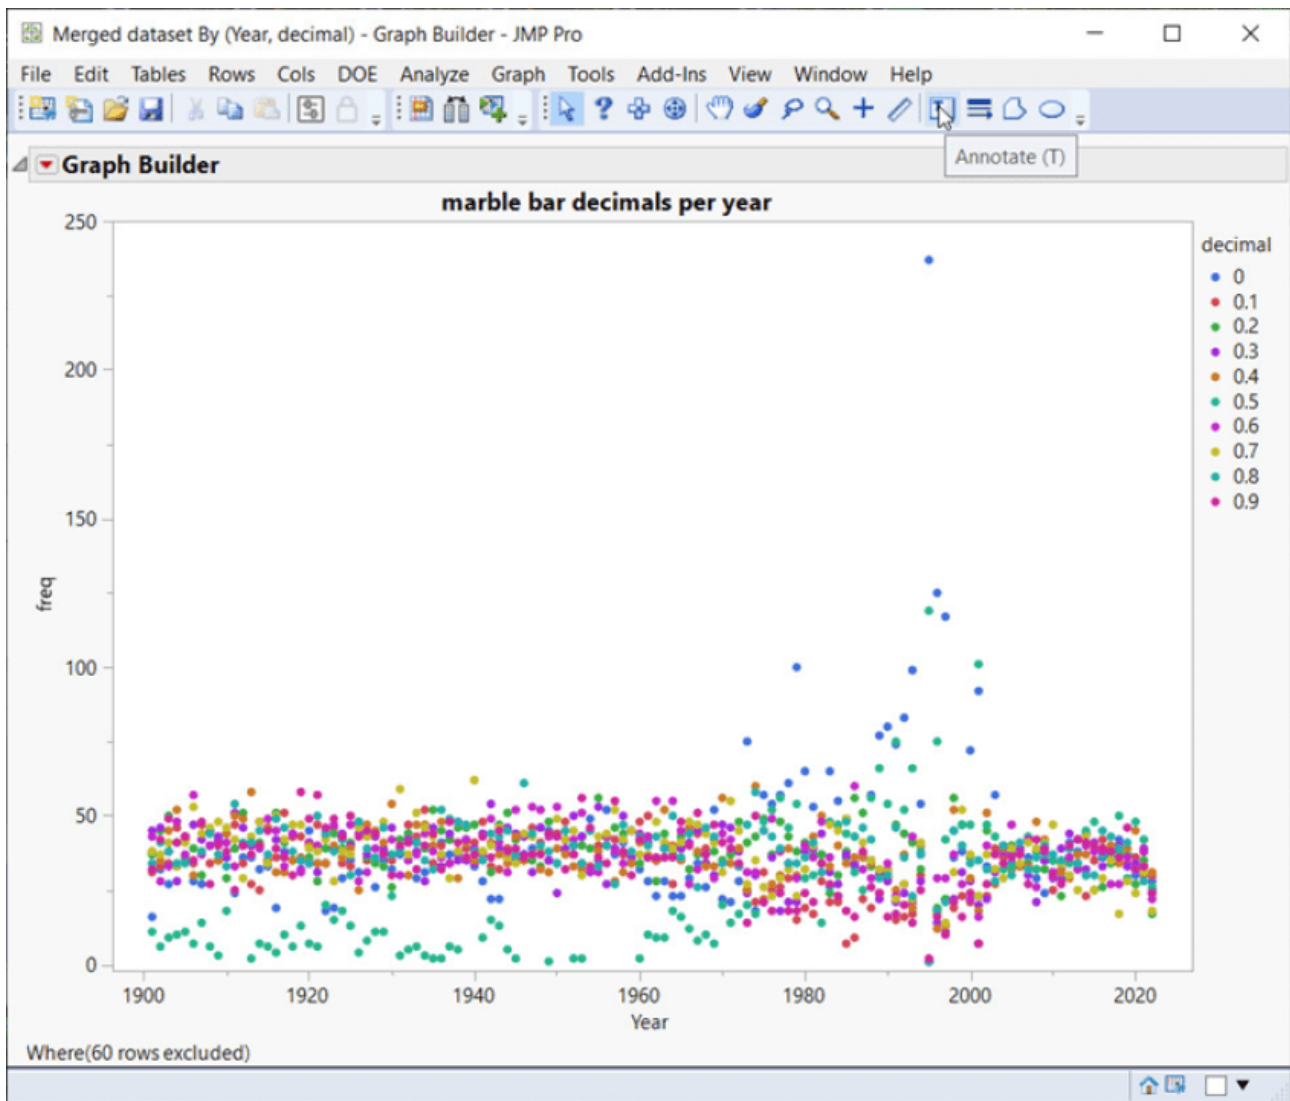 Merged dataset By (Year, decimal) - Graph Builder - JMP Pro
File Edit Tables Rows Cols DOE Analyze Graph Tools Add-Ins View Window Help
Annotate (T)
Graph Builder
marble bar decimals per year
250
200
150
100
50
0
freq
1900 1920 1940 1960 1980 2000 2020
Year
decimal
0
0.1
0.2
0.3
0.4
0.5
0.6
0.7
0.8
0.9
Where(60 rows excluded)